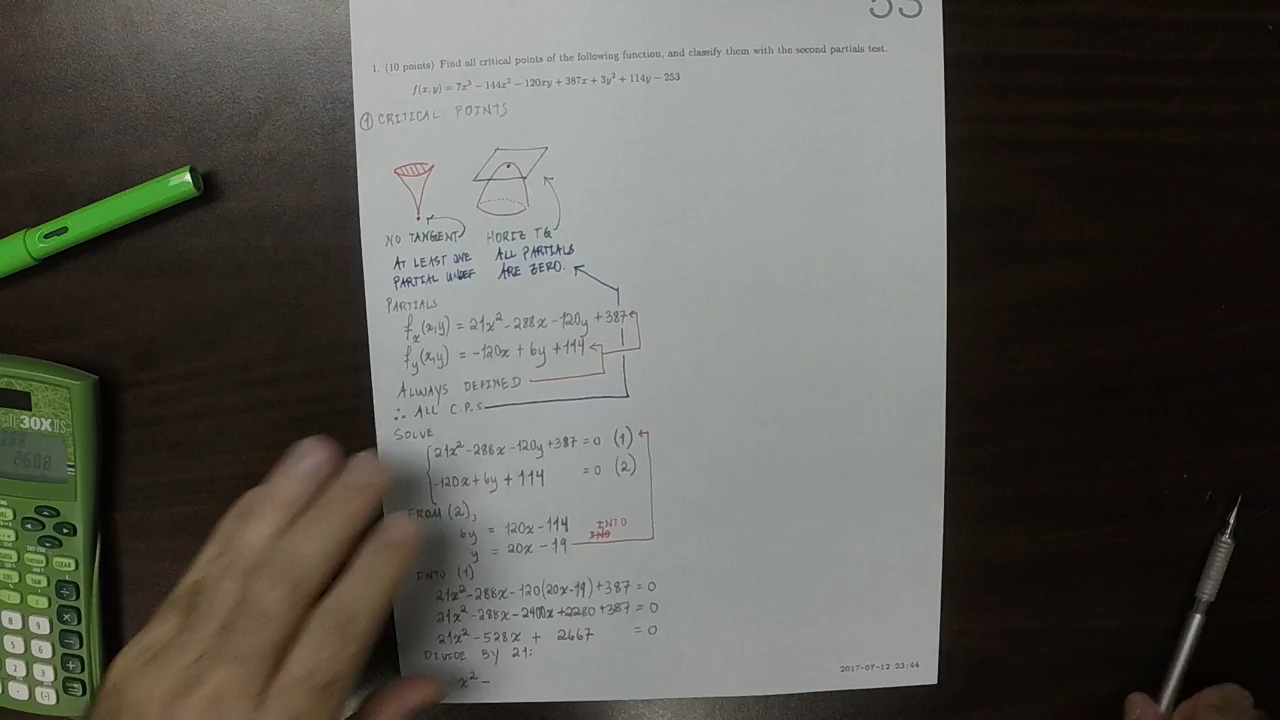 53
1. (10 points) Find all critical points of the following function, and classify them with the second partials test.
f(x, y) = 7x³ − 144x² − 120xy + 387x + 3y² + 114y − 253
① CRITICAL POINTS
NO TANGENT HORIZ TG
AT LEAST ONE ALL PARTIALS
PARTIAL UNDEF ARE ZERO.
PARTIALS
fx(x,y) = 21x² - 288x - 120y + 387
fy(x,y) = -120x + 6y + 114
ALWAYS DEFINED
∴ ALL C.P.S
SOLVE
21x² - 288x - 120y + 387 = 0 (1)
-120x + 6y + 114 = 0 (2)
FROM (2),
6y = 120x - 114
INTO
y = 20x - 19
INTO (1)
21x² - 288x - 120(20x-19) + 387 = 0
21x² - 288x - 2400x + 2280 + 387 = 0
21x² - 528x + 2667 = 0
DIVIDE BY 21:
x² -
2017-07-12 23:44
TI-30X IIS
2688